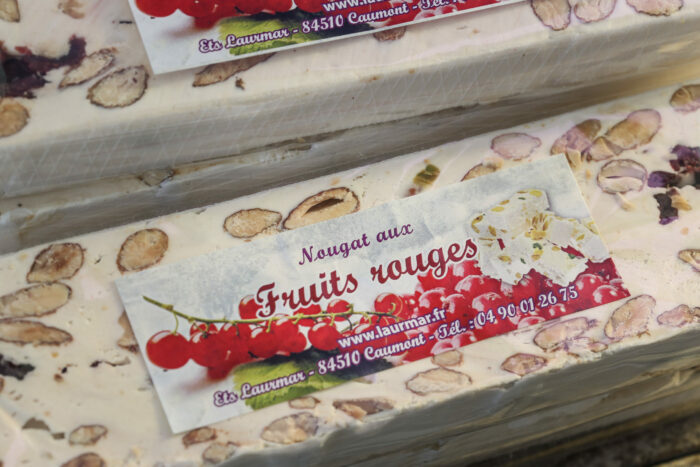 www.laurmar.fr
Ets Laurmar - 84510 Caumont - Tél. :
Nougat aux
Fruits rouges
www.laurmar.fr
Ets Laurmar - 84510 Caumont - Tél. : 04 90 01 26 75